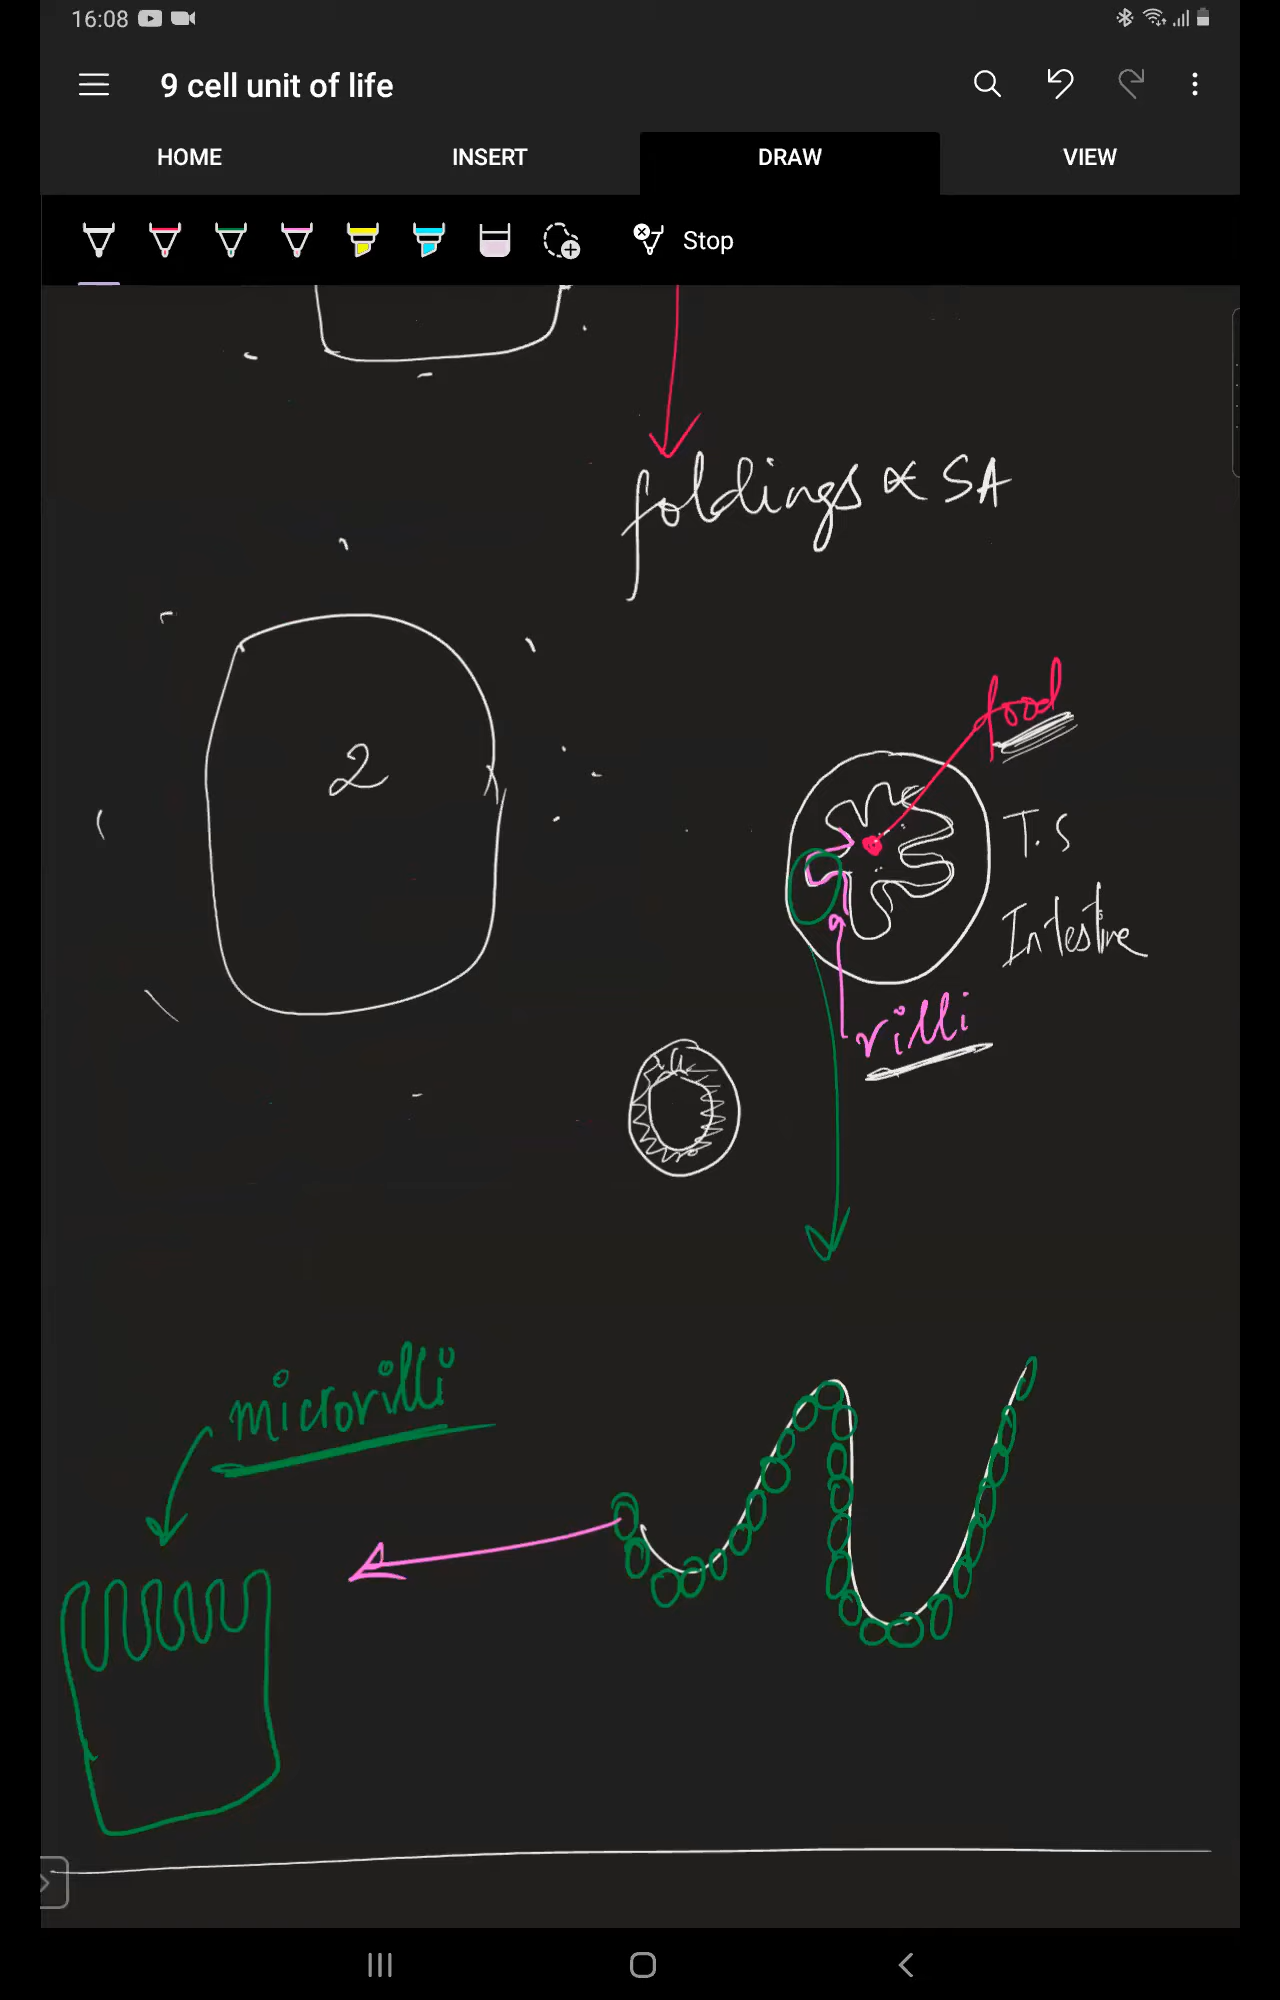 16:08
9 cell unit of life
HOME INSERT DRAW VIEW
Stop
foldings ∝ SA
2
food
T.S
Intestine
villi
microvilli